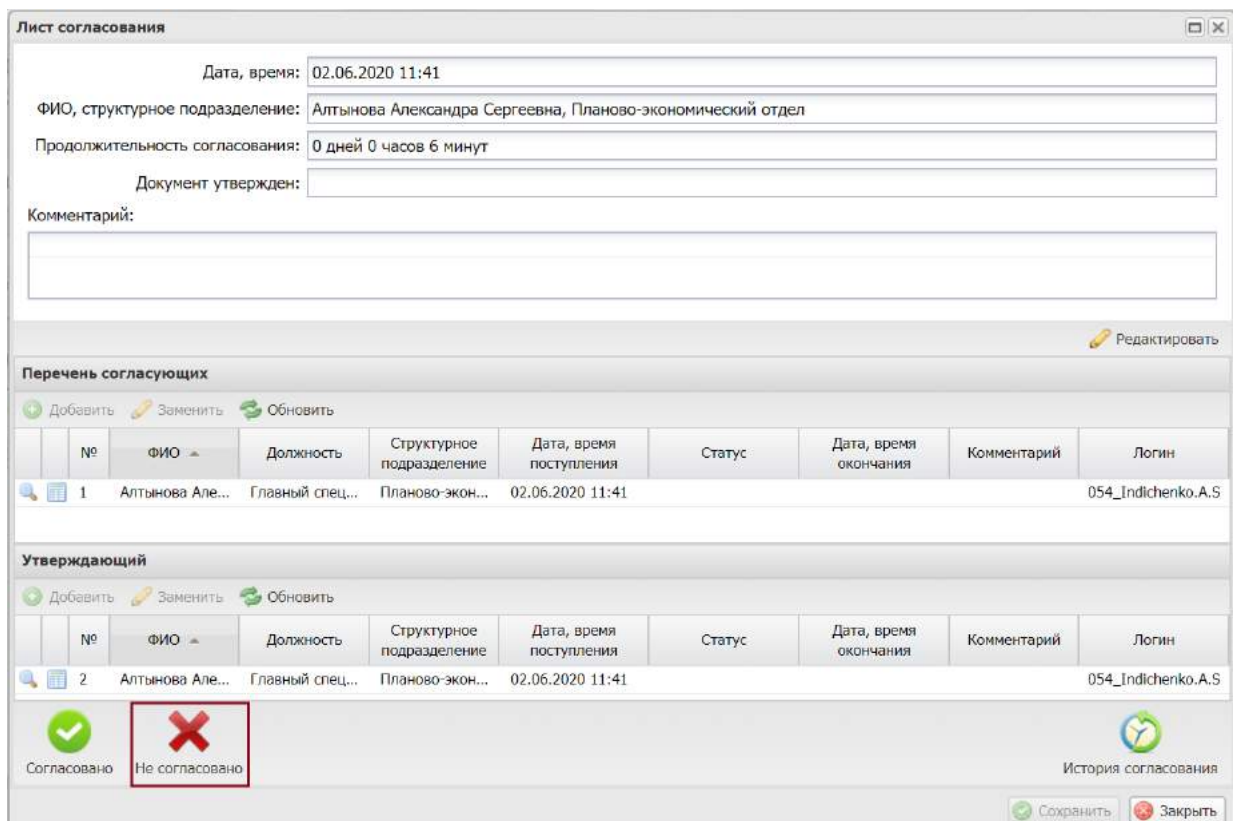 Лист согласования
Дата, время: 02.06.2020 11:41
ФИО, структурное подразделение: Алтынова Александра Сергеевна, Планово-экономический отдел
Продолжительность согласования: 0 дней 0 часов 6 минут
Документ утвержден:
Комментарий:
Редактировать
Перечень согласующих
Добавить Заменить Обновить
№ ФИО Должность Структурное подразделение Дата, время поступления Статус Дата, время окончания Комментарий Логин
1 Алтынова Але... Главный спец... Планово-экон... 02.06.2020 11:41 054_Indichenko.A.S
Утверждающий
Добавить Заменить Обновить
№ ФИО Должность Структурное подразделение Дата, время поступления Статус Дата, время окончания Комментарий Логин
2 Алтынова Але... Главный спец... Планово-экон... 02.06.2020 11:41 054_Indichenko.A.S
Согласовано Не согласовано История согласования
Сохранить Закрыть